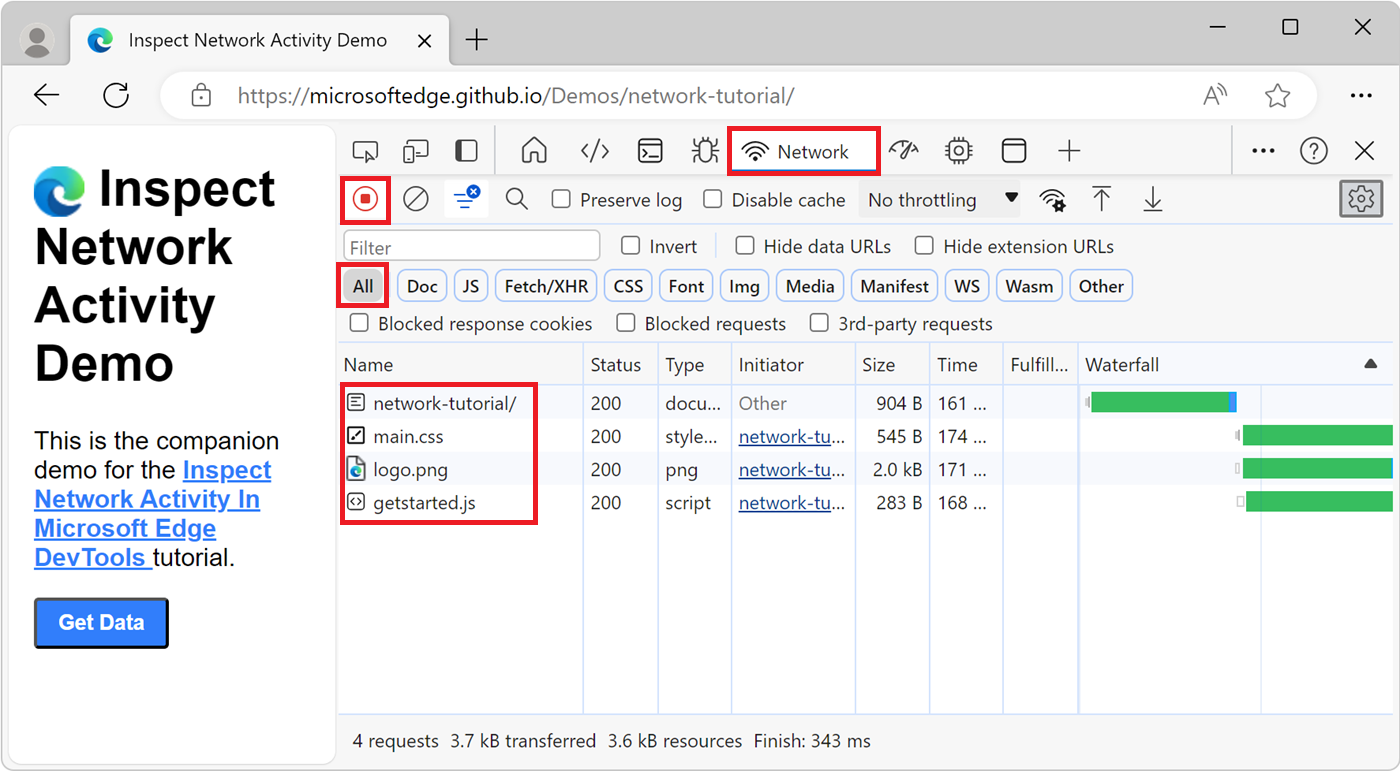 Inspect Network Activity Demo
https://microsoftedge.github.io/Demos/network-tutorial/
Inspect
Network
Activity
Demo
This is the companion
demo for the Inspect
Network Activity In
Microsoft Edge
DevTools tutorial.
Get Data
Network
Preserve log Disable cache No throttling
Filter Invert Hide data URLs Hide extension URLs
All Doc JS Fetch/XHR CSS Font Img Media Manifest WS Wasm Other
Blocked response cookies Blocked requests 3rd-party requests
Name Status Type Initiator Size Time Fulfill... Waterfall
network-tutorial/ 200 docu... Other 904 B 161 ...
main.css 200 style... network-tu... 545 B 174 ...
logo.png 200 png network-tu... 2.0 kB 171 ...
getstarted.js 200 script network-tu... 283 B 168 ...
4 requests 3.7 kB transferred 3.6 kB resources Finish: 343 ms